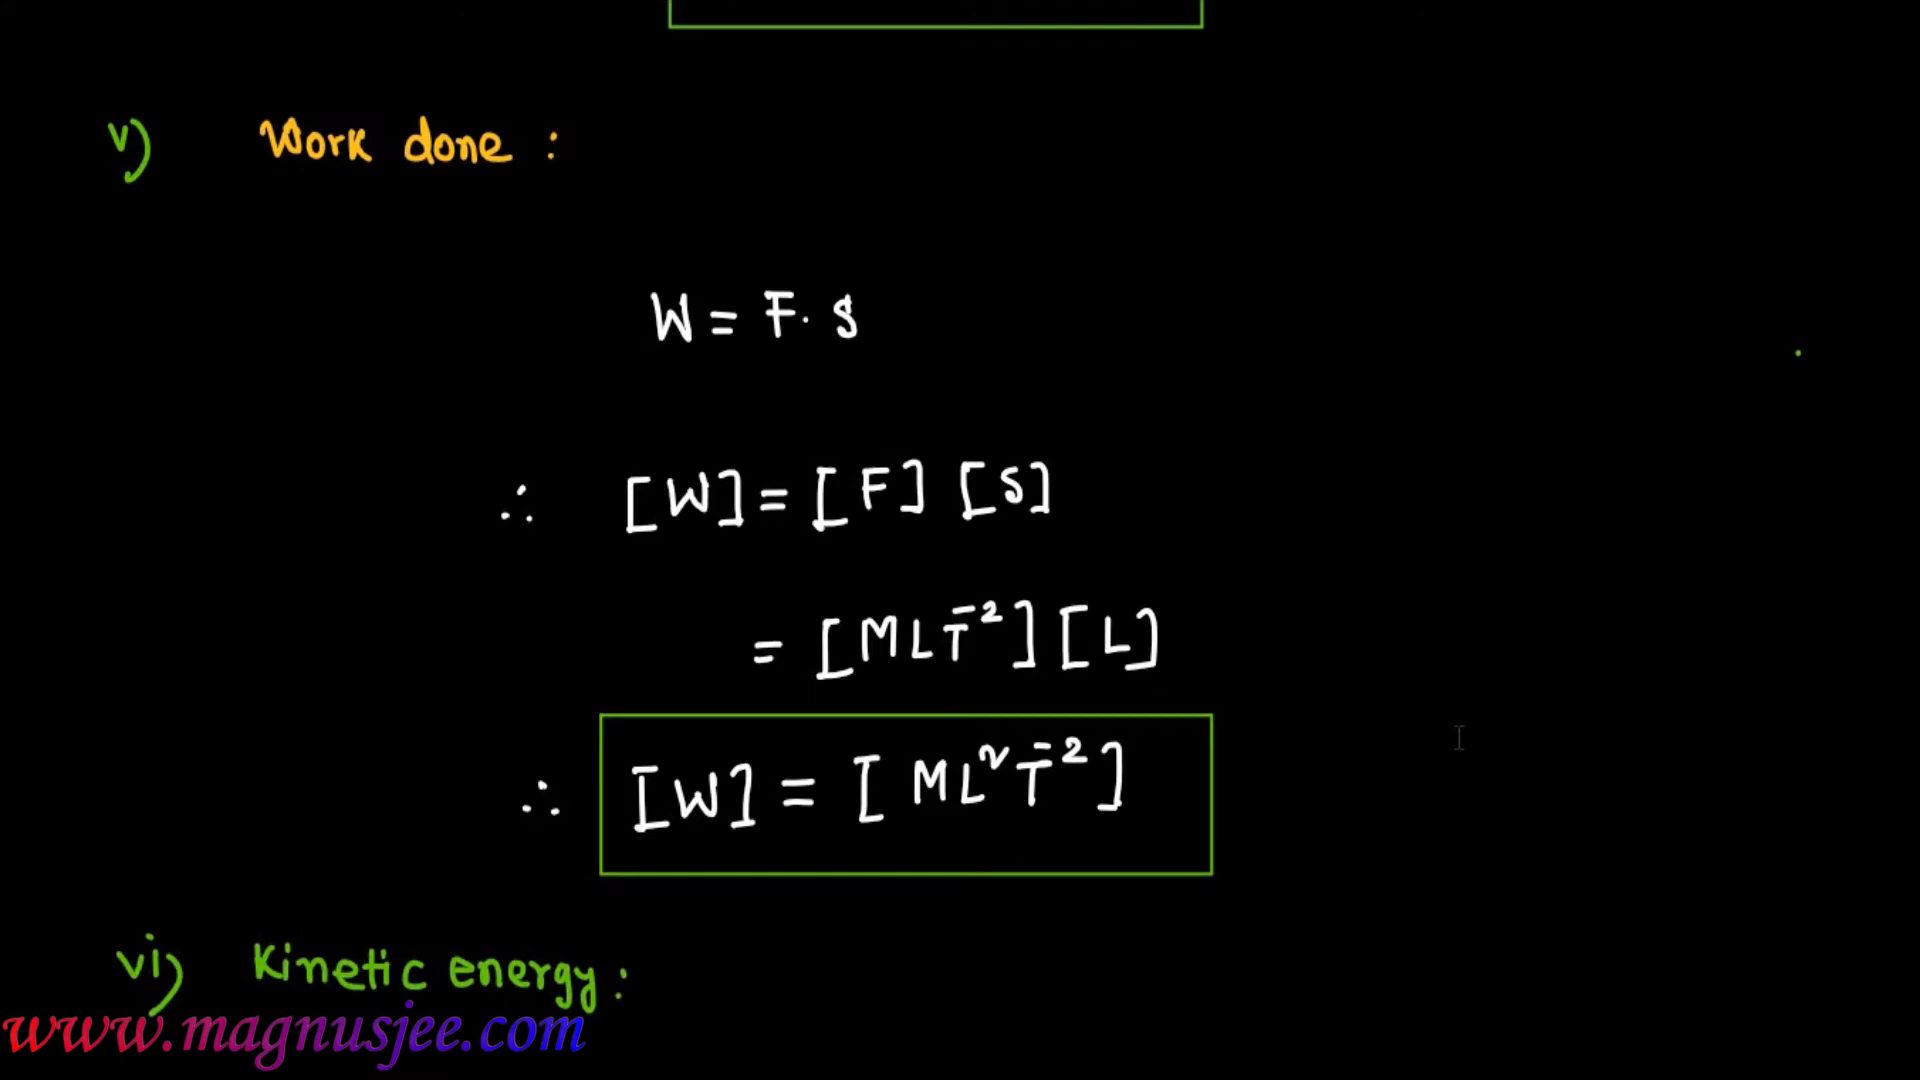 v) Work done :
W = F. S
∴ [W] = [F] [S]
= [MLT⁻²] [L]
∴ [W] = [ML²T⁻²]
vi) Kinetic energy :
www.magnusjee.com